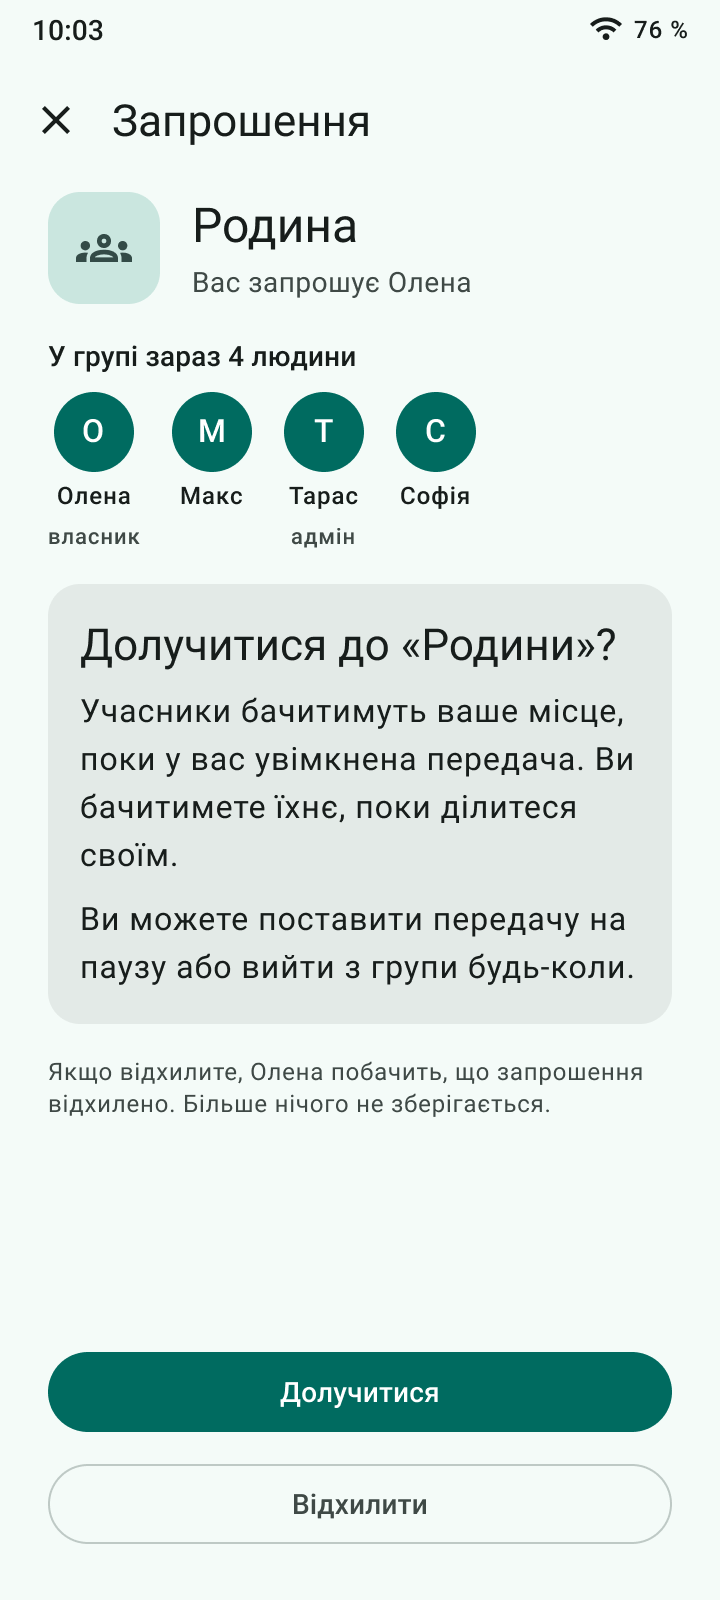 10:03 76 %
Запрошення
Родина
Вас запрошує Олена
У групі зараз 4 людини
О М Т С
Олена Макс Тарас Софія
власник адмін
Долучитися до «Родини»?
Учасники бачитимуть ваше місце,
поки у вас увімкнена передача. Ви
бачитимете їхнє, поки ділитеся
своїм.
Ви можете поставити передачу на
паузу або вийти з групи будь-коли.
Якщо відхилите, Олена побачить, що запрошення
відхилено. Більше нічого не зберігається.
Долучитися
Відхилити